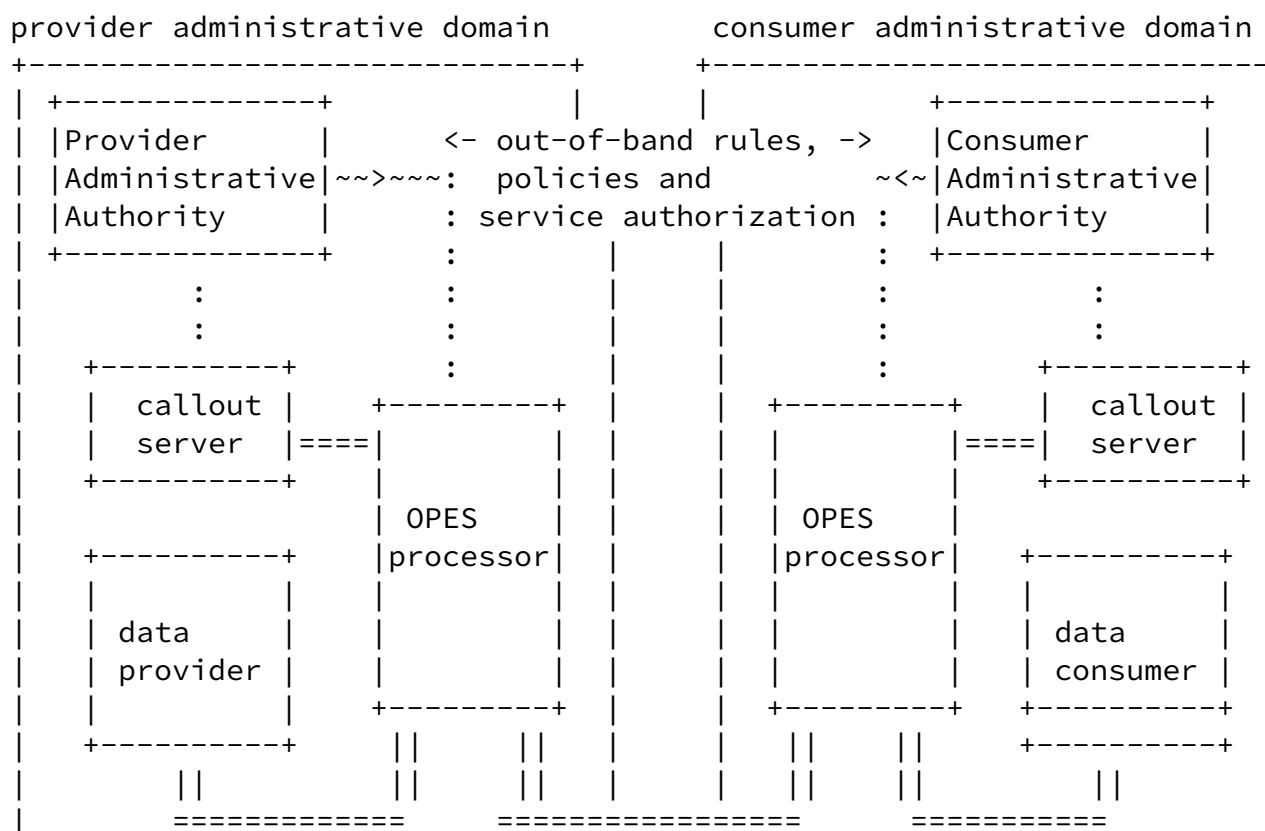 provider administrative domain         consumer administrative domain
+------------------------------+      +-------------------------------
| +--------------+             |      |            +--------------+
| |Provider      |      <- out-of-band rules, ->   |Consumer      |
| |Administrative|~~>~~~:  policies and         ~<~|Administrative|
| |Authority     |      : service authorization :  |Authority     |
| +--------------+      :        |     |        :  +--------------+
|         :             :        |     |        :           :
|         :             :        |     |        :           :
|   +----------+        :        |     |        :        +----------+
|   |  callout |    +---------+  |     |  +---------+    |  callout |
|   |  server  |====|         |  |     |  |         |====|  server  |
|   +----------+    |         |  |     |  |         |    +----------+
|                   | OPES    |  |     |  | OPES    |
|   +----------+    |processor|  |     |  |processor|   +----------+
|   |          |    |         |  |     |  |         |   |          |
|   | data     |    |         |  |     |  |         |   | data     |
|   | provider |    |         |  |     |  |         |   | consumer |
|   |          |    +---------+  |     |  +---------+   +----------+
|   +----------+     ||     ||   |     |   ||    ||     +----------+
|        ||          ||     ||   |     |   ||    ||         ||
|        =============     =================     ===========